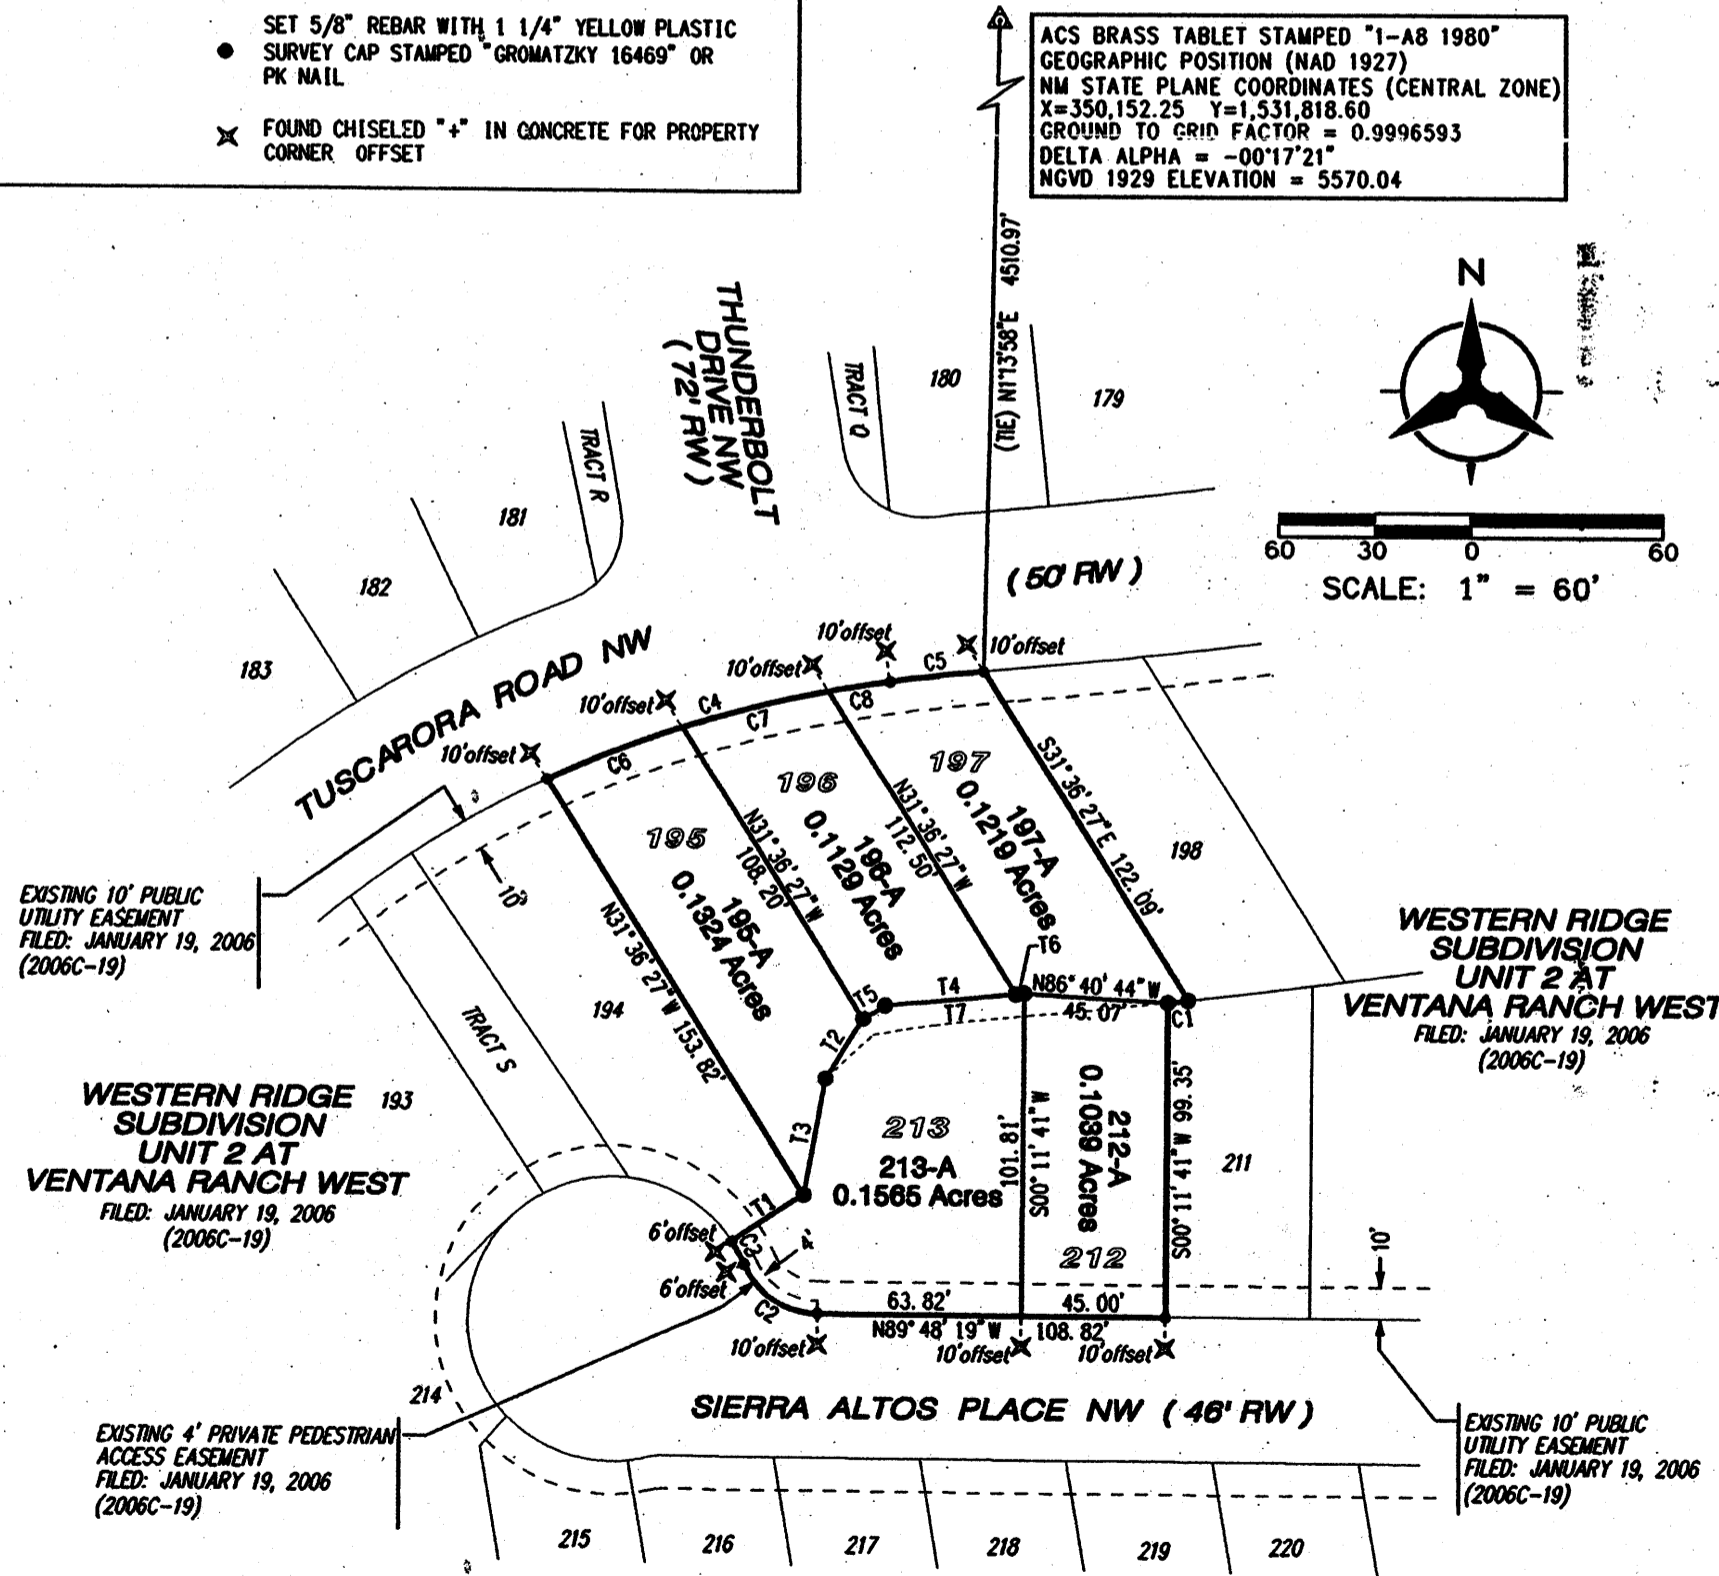 SET 5/8" REBAR WITH 1 1/4" YELLOW PLASTIC
SURVEY CAP STAMPED "GROMATZKY 16469" OR
PK NAIL
FOUND CHISELED "+" IN CONCRETE FOR PROPERTY
CORNER OFFSET
ACS BRASS TABLET STAMPED "1-A8 1980"
GEOGRAPHIC POSITION (NAD 1927)
NM STATE PLANE COORDINATES (CENTRAL ZONE)
X=350,152.25 Y=1,531,818.60
GROUND TO GRID FACTOR = 0.9996593
DELTA ALPHA = -00°17'21"
NGVD 1929 ELEVATION = 5570.04
(TIE) N1°13'58"E 4510.97'
N
60 30 0 60
SCALE: 1" = 60'
THUNDERBOLT
DRIVE NW
( 72' RW )
TRACT Q
180
179
TRACT R
181
182
183
( 50' RW )
TUSCARORA ROAD NW
10'offset
10'offset
10'offset
10'offset
10'offset
10'offset
C5
C4
C8
C7
C6
EXISTING 10' PUBLIC
UTILITY EASEMENT
FILED: JANUARY 19, 2006
(2006C-19)
10'
195
195-A
0.1324 Acres
N31°36'27"W 153.82'
N31°36'27"W
108.20'
196
196-A
0.1129 Acres
N31°36'27"W
112.50'
197
197-A
0.1219 Acres
S31°36'27"E 122.09'
198
194
TRACT S
193
T6
T5
T4
T7
N86°40'44"W
45.07'
C1
T2
T3
T1
WESTERN RIDGE
SUBDIVISION
UNIT 2 AT
VENTANA RANCH WEST
FILED: JANUARY 19, 2006
(2006C-19)
WESTERN RIDGE
SUBDIVISION
UNIT 2 AT
VENTANA RANCH WEST
FILED: JANUARY 19, 2006
(2006C-19)
213
213-A
0.1565 Acres
101.81'
S00°11'41"W
212-A
0.1039 Acres
212
S00°11'41"W 99.35'
211
10'
6'offset
6'offset
C3
C2
4'
63.82'
45.00'
N89°48'19"W 108.82'
10'offset
10'offset
10'offset
SIERRA ALTOS PLACE NW ( 46' RW )
214
EXISTING 4' PRIVATE PEDESTRIAN
ACCESS EASEMENT
FILED: JANUARY 19, 2006
(2006C-19)
EXISTING 10' PUBLIC
UTILITY EASEMENT
FILED: JANUARY 19, 2006
(2006C-19)
215
216
217
218
219
220